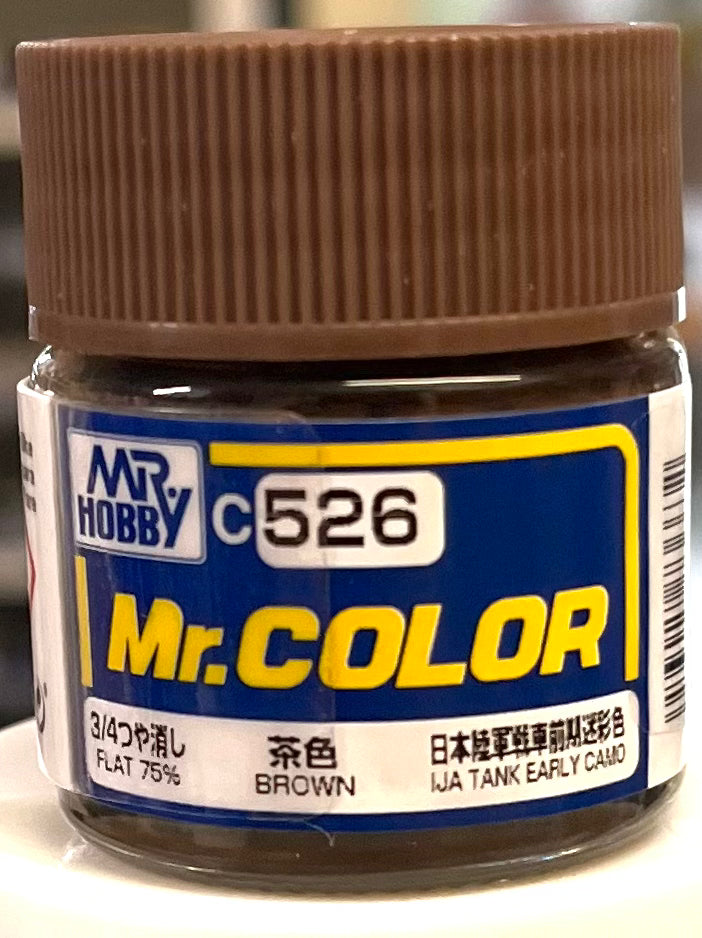 MR. HOBBY
C526
Mr.COLOR
3/4つや消し
FLAT 75%
茶色
BROWN
日本陸軍戦車前期迷彩色
IJA TANK EARLY CAMO